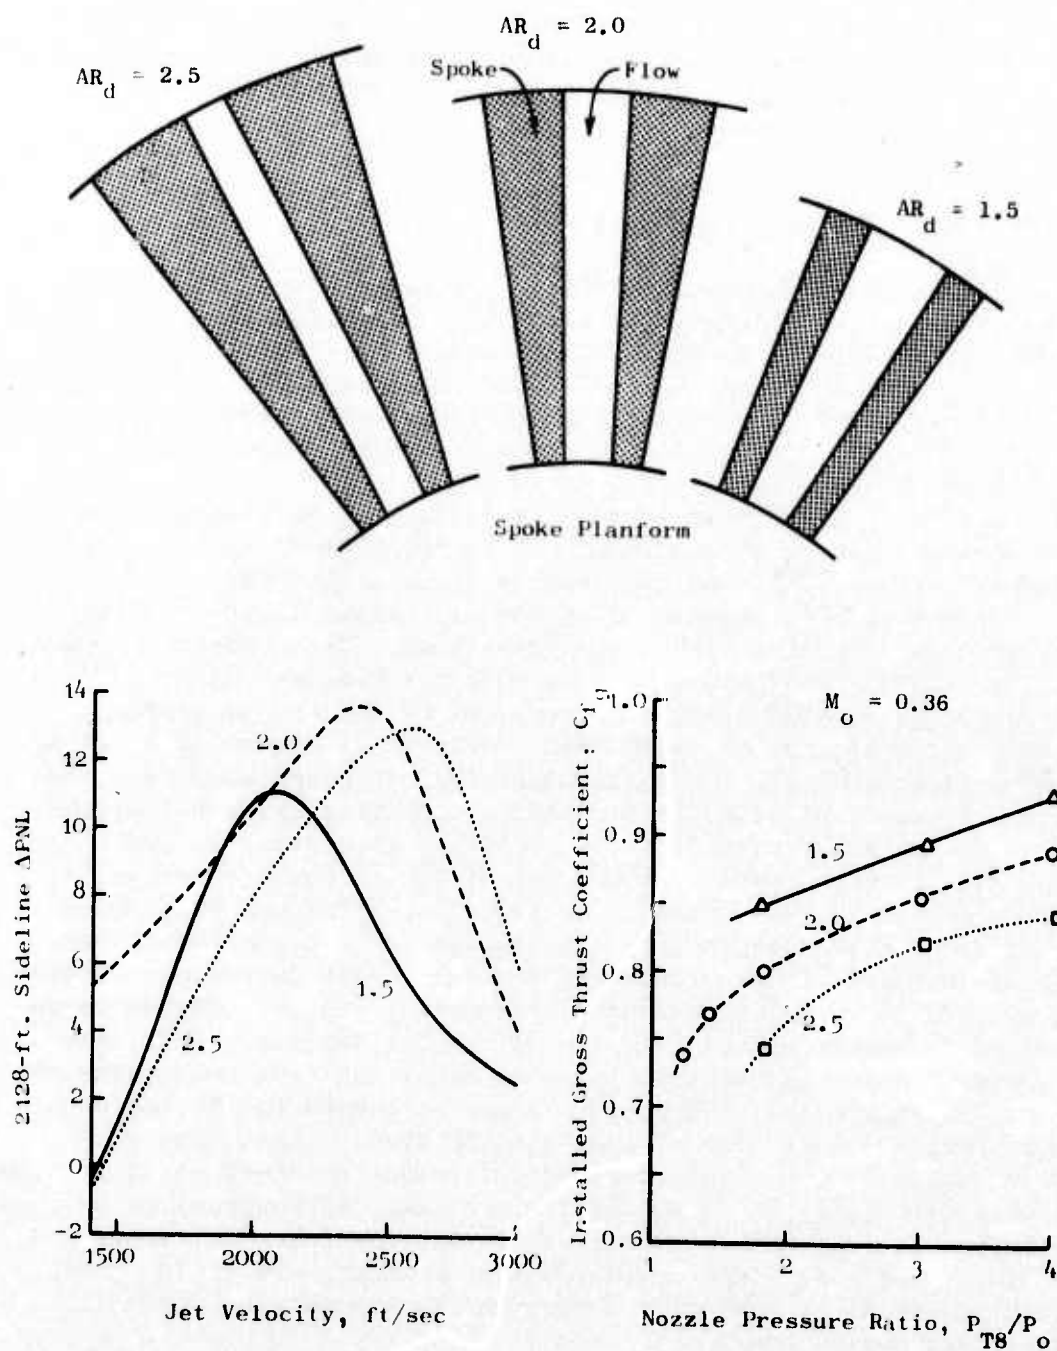 AR_d = 2.0
AR_d = 2.5
Spoke
Flow
AR_d = 1.5
Spoke Planform
2128-ft. Sideline ΔPNL
14
12
10
8
6
4
2
0
-2
2.0
1.5
2.5
1500
2000
2500
3000
Jet Velocity, ft/sec
Installed Gross Thrust Coefficient,
1.0
0.9
0.8
0.7
0.6
M_o = 0.36
1.5
2.0
2.5
1
2
3
4
Nozzle Pressure Ratio, P_T8/P_o